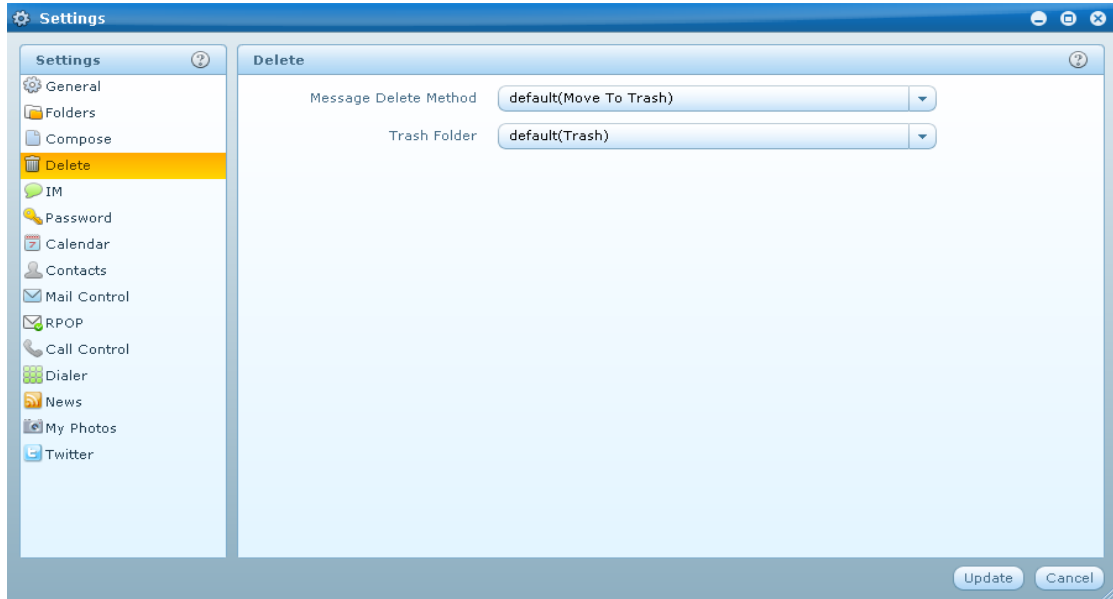 Settings
Settings
General
Folders
Compose
Delete
IM
Password
Calendar
Contacts
Mail Control
RPOP
Call Control
Dialer
News
My Photos
Twitter
Delete
Message Delete Method default(Move To Trash)
Trash Folder default(Trash)
Update Cancel